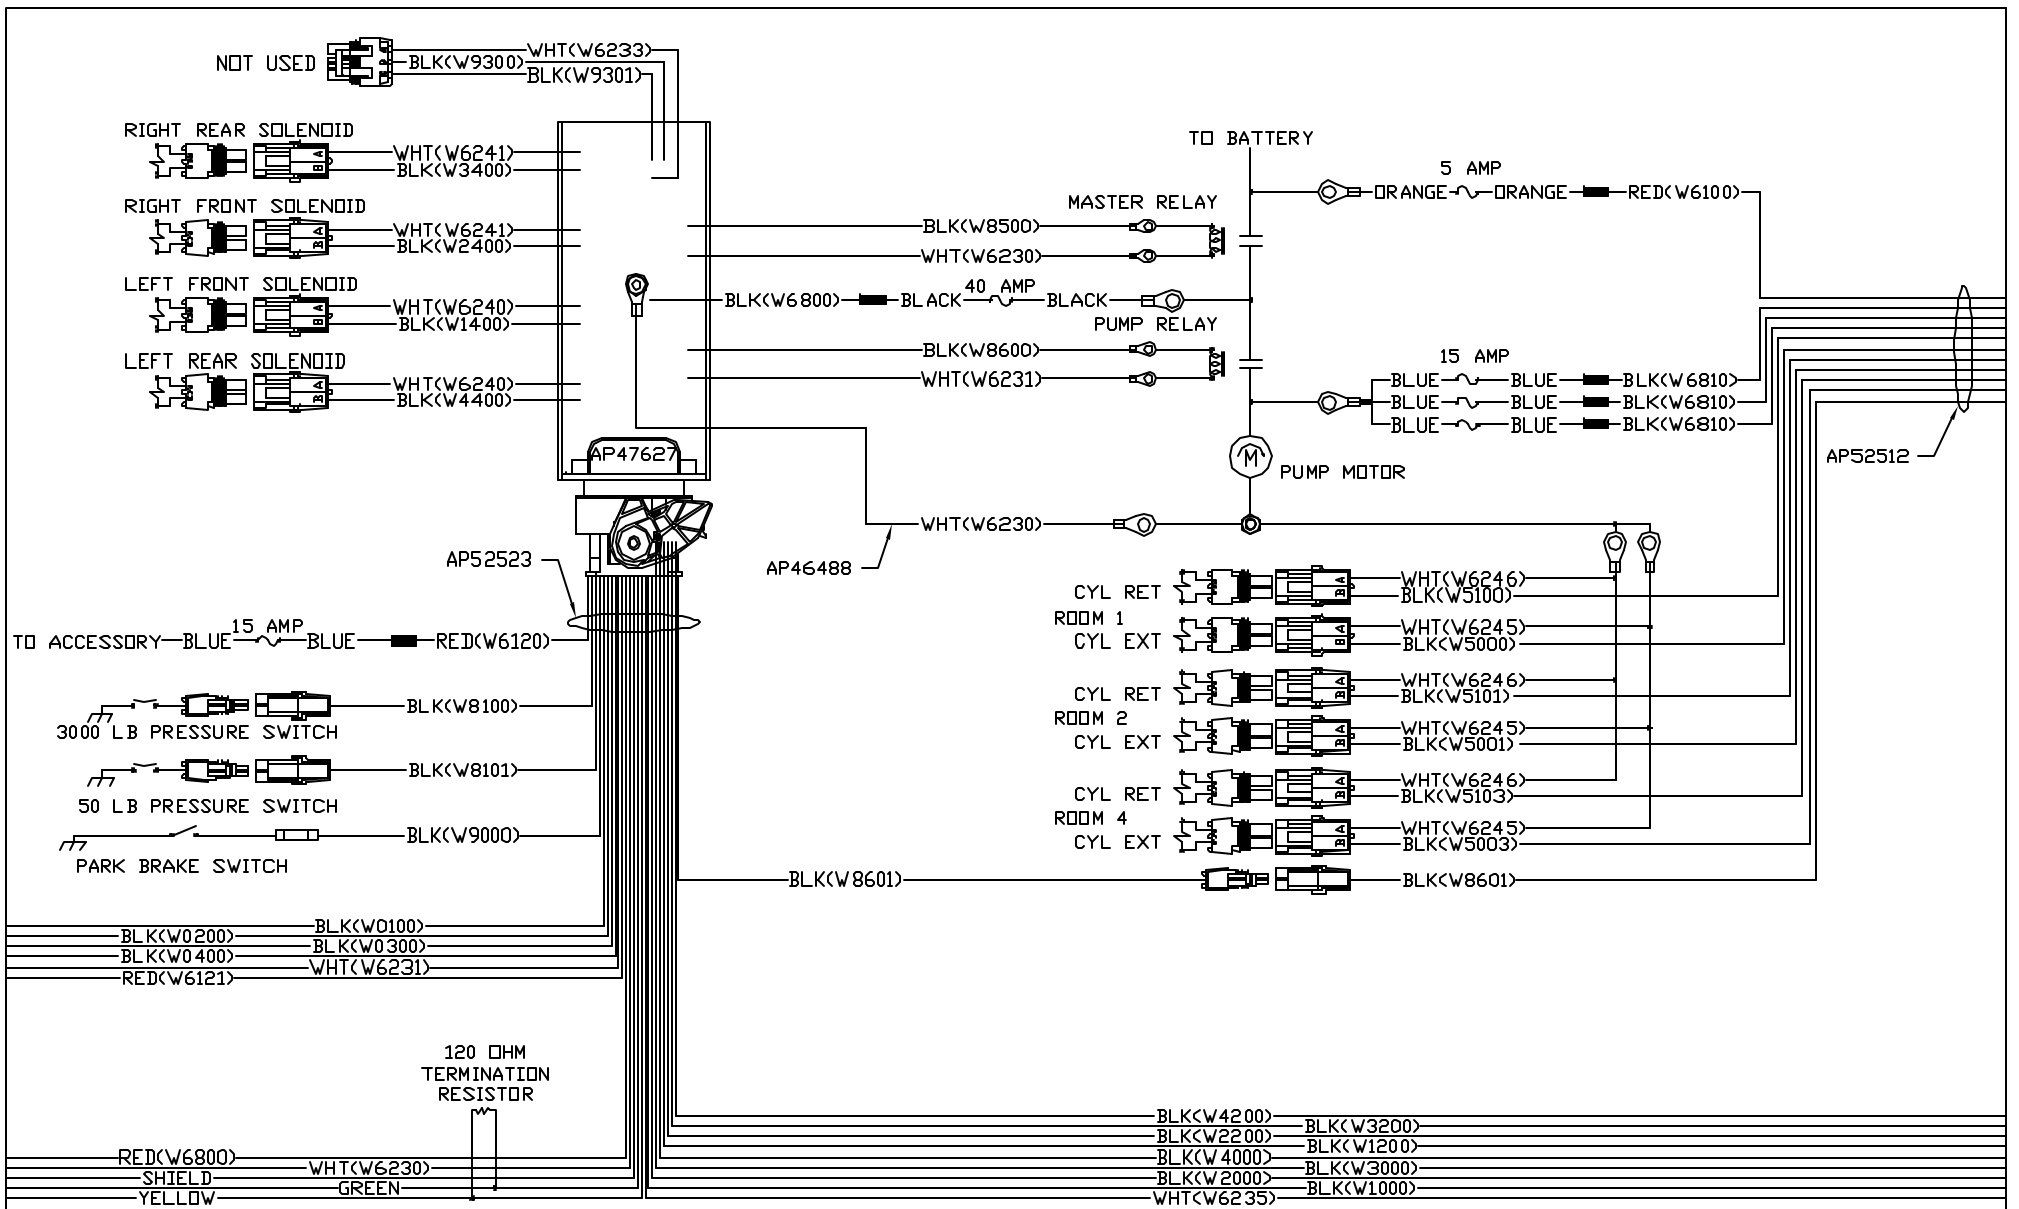 NOT USED
WHT(W6233)
BLK(W9300)
BLK(W9301)
RIGHT REAR SOLENOID
A
B
WHT(W6241)
BLK(W3400)
RIGHT FRONT SOLENOID
A
B
WHT(W6241)
BLK(W2400)
LEFT FRONT SOLENOID
A
B
WHT(W6240)
BLK(W1400)
LEFT REAR SOLENOID
A
B
WHT(W6240)
BLK(W4400)
AP47627
TO BATTERY
MASTER RELAY
BLK(W8500)
WHT(W6230)
40 AMP
BLK(W6800)
BLACK
BLACK
PUMP RELAY
BLK(W8600)
WHT(W6231)
5 AMP
ORANGE
ORANGE
RED(W6100)
15 AMP
BLUE
BLUE
BLK(W6810)
BLUE
BLUE
BLK(W6810)
BLUE
BLUE
BLK(W6810)
AP52512
M
PUMP MOTOR
WHT(W6230)
AP46488
AP52523
15 AMP
TO ACCESSORY
BLUE
BLUE
RED(W6120)
BLK(W8100)
3000 LB PRESSURE SWITCH
BLK(W8101)
50 LB PRESSURE SWITCH
BLK(W9000)
PARK BRAKE SWITCH
CYL RET
A
B
WHT(W6246)
BLK(W5100)
ROOM 1
CYL EXT
A
B
WHT(W6245)
BLK(W5000)
CYL RET
A
B
WHT(W6246)
BLK(W5101)
ROOM 2
CYL EXT
A
B
WHT(W6245)
BLK(W5001)
CYL RET
A
B
WHT(W6246)
BLK(W5103)
ROOM 4
CYL EXT
A
B
WHT(W6245)
BLK(W5003)
BLK(W8601)
BLK(W8601)
BLK(W0100)
BLK(W0200)
BLK(W0300)
BLK(W0400)
WHT(W6231)
RED(W6121)
120 OHM
TERMINATION
RESISTOR
RED(W6800)
WHT(W6230)
SHIELD
GREEN
YELLOW
BLK(W4200)
BLK(W3200)
BLK(W2200)
BLK(W1200)
BLK(W4000)
BLK(W3000)
BLK(W2000)
BLK(W1000)
WHT(W6235)